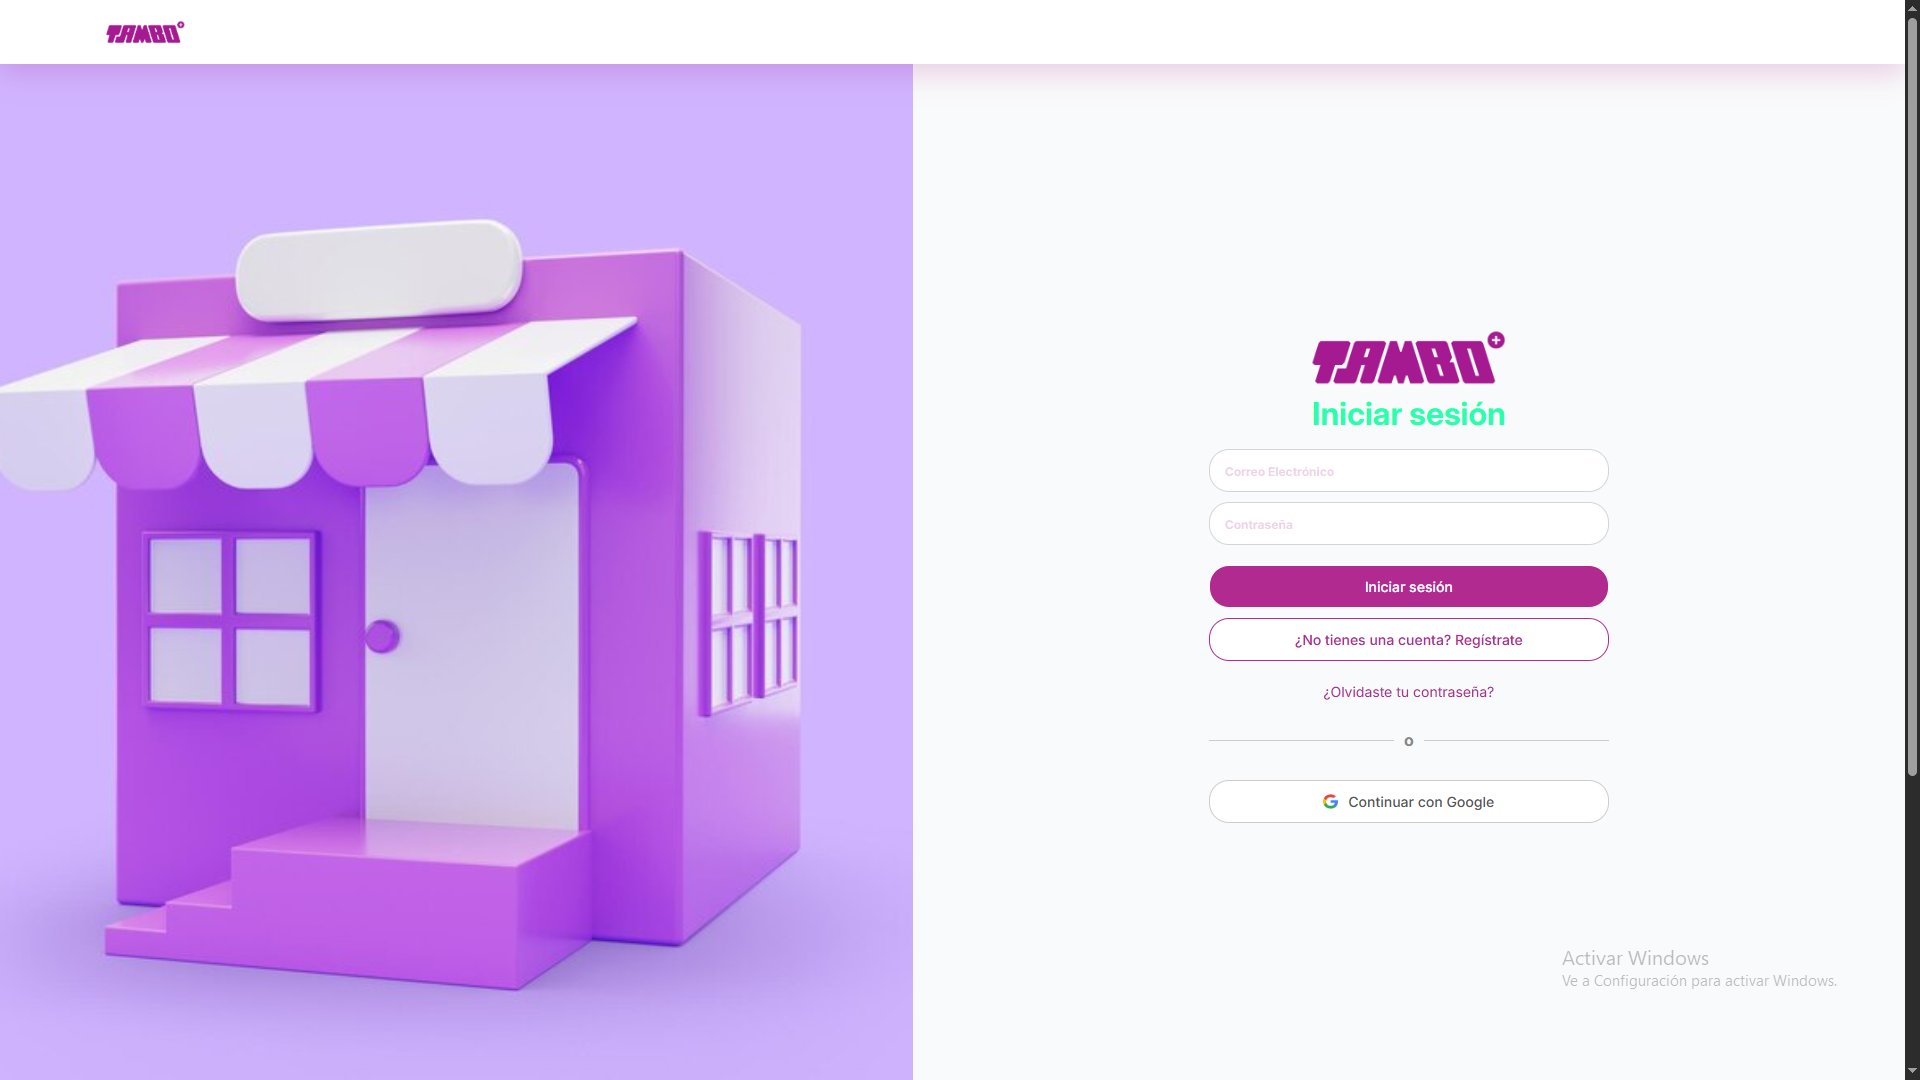 TAMBO+
TAMBO+
Iniciar sesión
Correo Electrónico
Contraseña
Iniciar sesión
¿No tienes una cuenta? Regístrate
¿Olvidaste tu contraseña?
o
Continuar con Google
Activar Windows
Ve a Configuración para activar Windows.